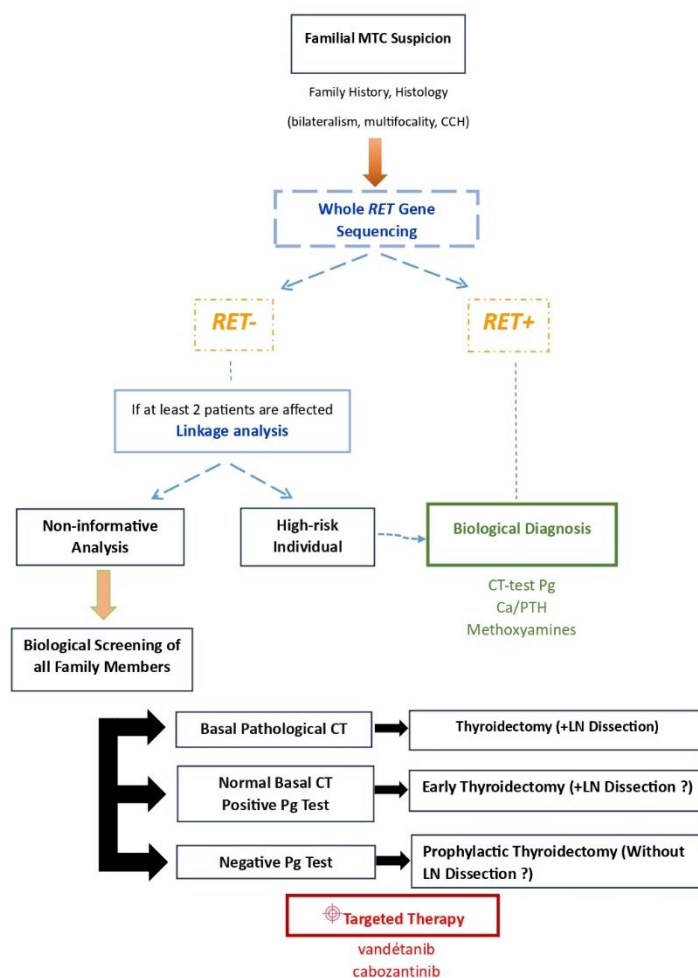 Familial MTC Suspicion
Family History, Histology
(bilateralism, multifocality, CCH)
Whole RET Gene
Sequencing
RET-
RET+
If at least 2 patients are affected
Linkage analysis
Non-informative
Analysis
High-risk
Individual
Biological Diagnosis
CT-test Pg
Ca/PTH
Methoxyamines
Biological Screening of
all Family Members
Basal Pathological CT
Thyroidectomy (+LN Dissection)
Normal Basal CT
Positive Pg Test
Early Thyroidectomy (+LN Dissection ?)
Negative Pg Test
Prophylactic Thyroidectomy (Without
LN Dissection ?)
Targeted Therapy
vandétanib
cabozantinib